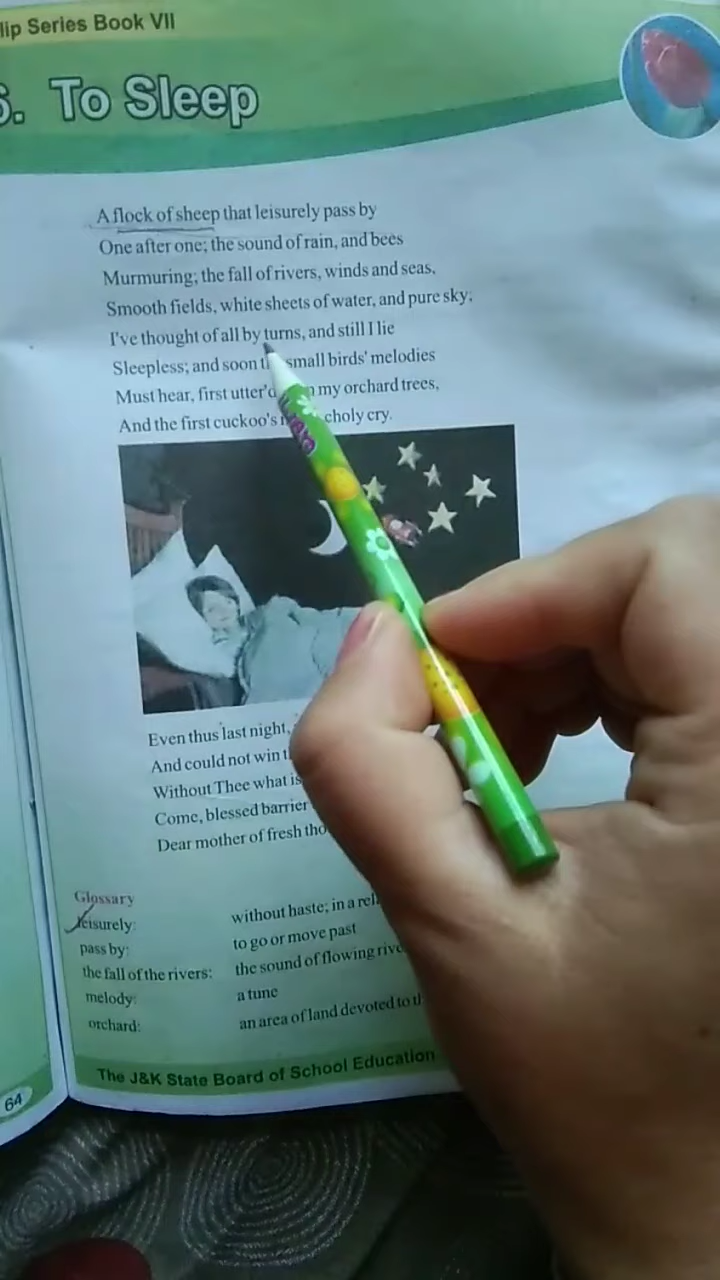 lip Series Book VII
6. To Sleep
A flock of sheep that leisurely pass by
One after one; the sound of rain, and bees
Murmuring; the fall of rivers, winds and seas,
Smooth fields, white sheets of water, and pure sky;
I've thought of all by turns, and still I lie
Sleepless; and soon small birds' melodies
Must hear, first utter'd my orchard trees,
And the first cuckoo's choly cry.
Even thus last night,
And could not win
Without Thee what is
Come, blessed barrier
Dear mother of fresh tho
Glossary
leisurely: without haste; in a rel
pass by: to go or move past
the fall of the rivers: the sound of flowing rive
melody: a tune
orchard: an area of land devoted to th
The J&K State Board of School Education
64